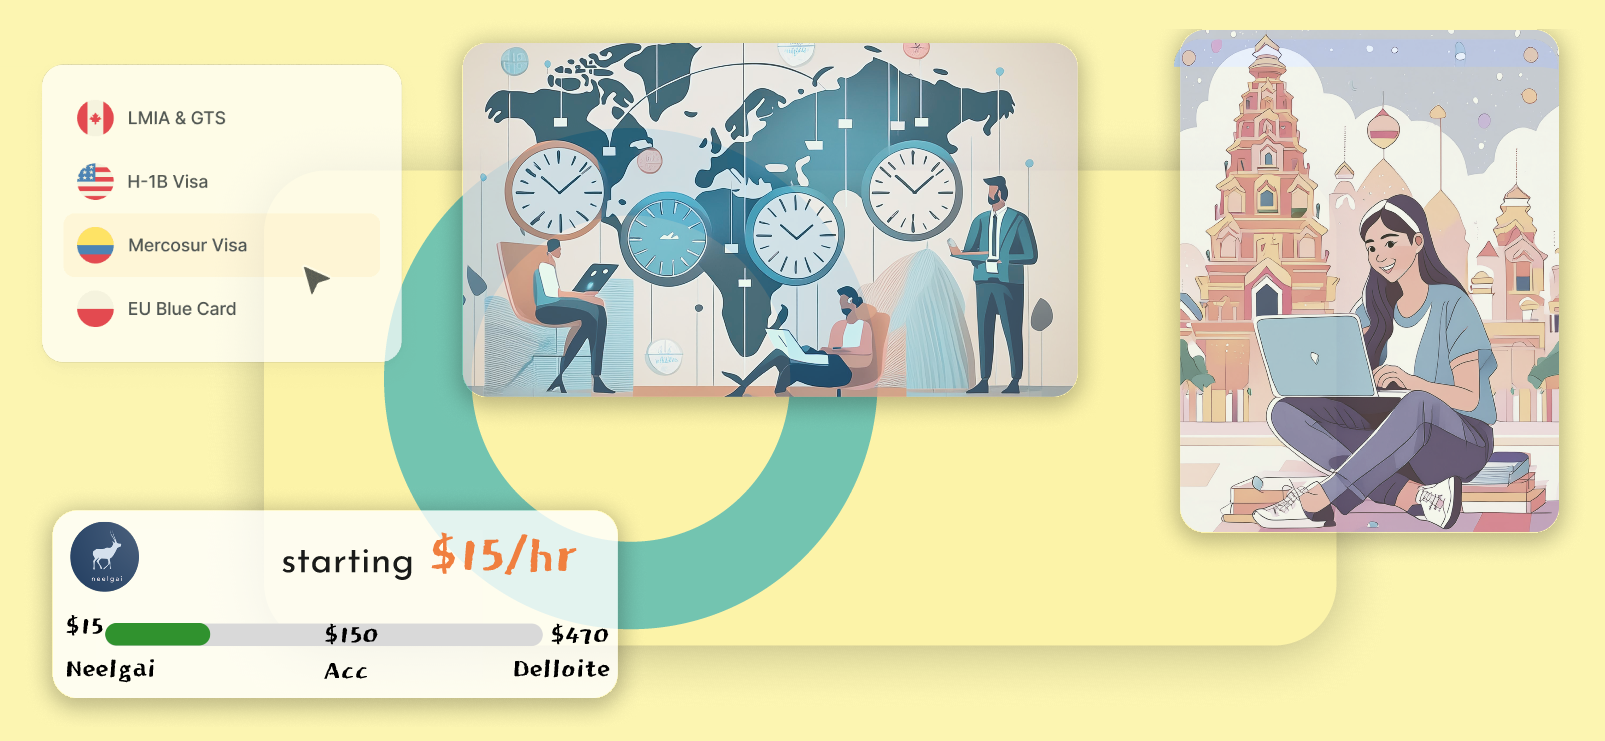 LMIA & GTS
H-1B Visa
Mercosur Visa
EU Blue Card
neelgai
starting $15/hr
$15 $150 $470
Neelgai Acc Delloite